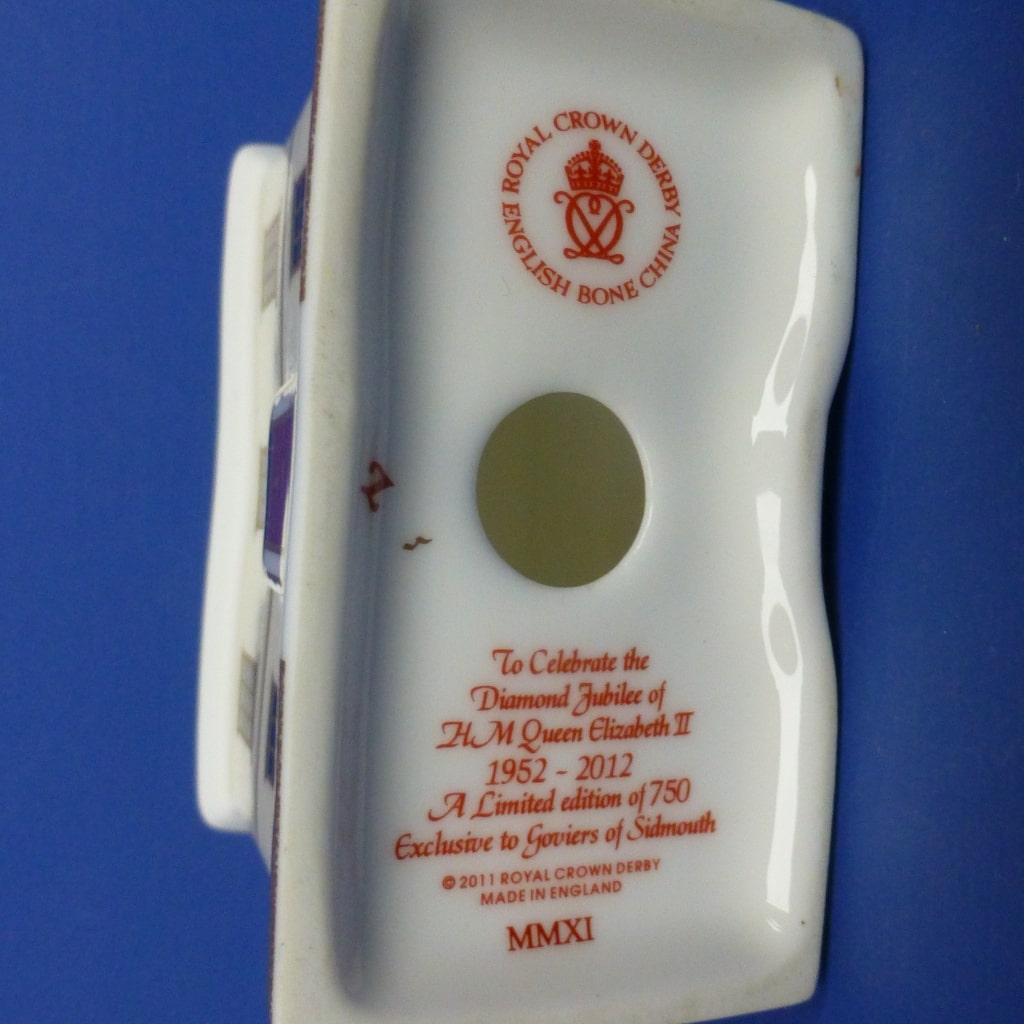 ROYAL CROWN DERBY
ENGLISH BONE CHINA
To Celebrate the
Diamond Jubilee of
HM Queen Elizabeth II
1952 - 2012
A Limited edition of 750
Exclusive to Goviers of Sidmouth
© 2011 ROYAL CROWN DERBY
MADE IN ENGLAND
MMXI